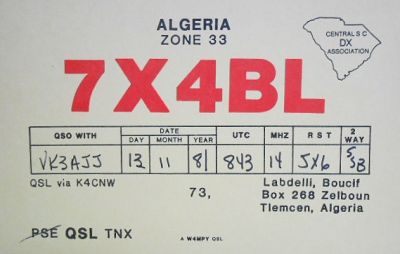 ALGERIA
ZONE 33
CENTRAL S C
DX
ASSOCIATION
7X4BL
QSO WITH DATE UTC MHZ R S T 2 WAY
DAY MONTH YEAR
VK3AJJ 13 11 81 843 14 5X6 SSB
QSL via K4CNW 73, Labdelli, Boucif
Box 268 Zelboun
Tlemcen, Algeria
PSE QSL TNX
A W4MPY QSL